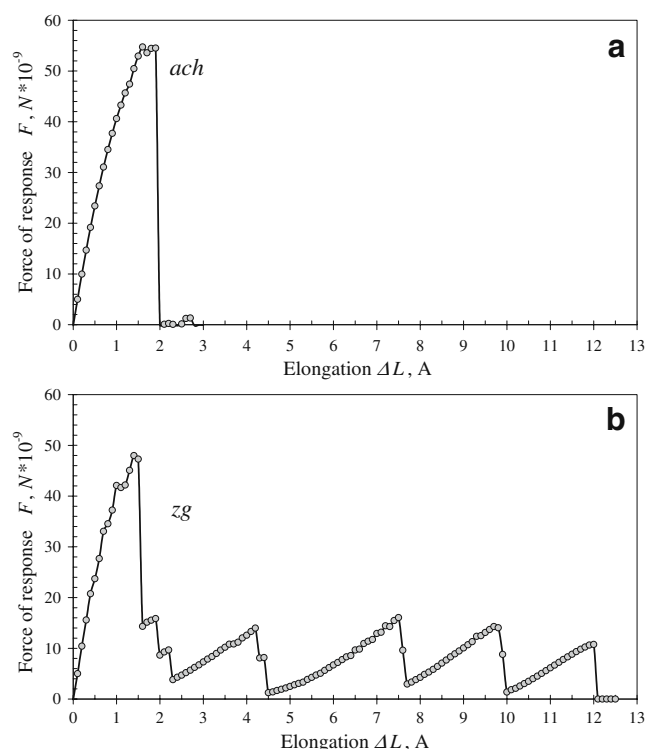 60
50
40
30
20
10
0
Force of response F, N*10⁻⁹
ach
a
0 1 2 3 4 5 6 7 8 9 10 11 12 13
Elongation ΔL, A
60
50
40
30
20
10
0
Force of response F, N*10⁻⁹
zg
b
0 1 2 3 4 5 6 7 8 9 10 11 12 13
Elongation ΔL, A